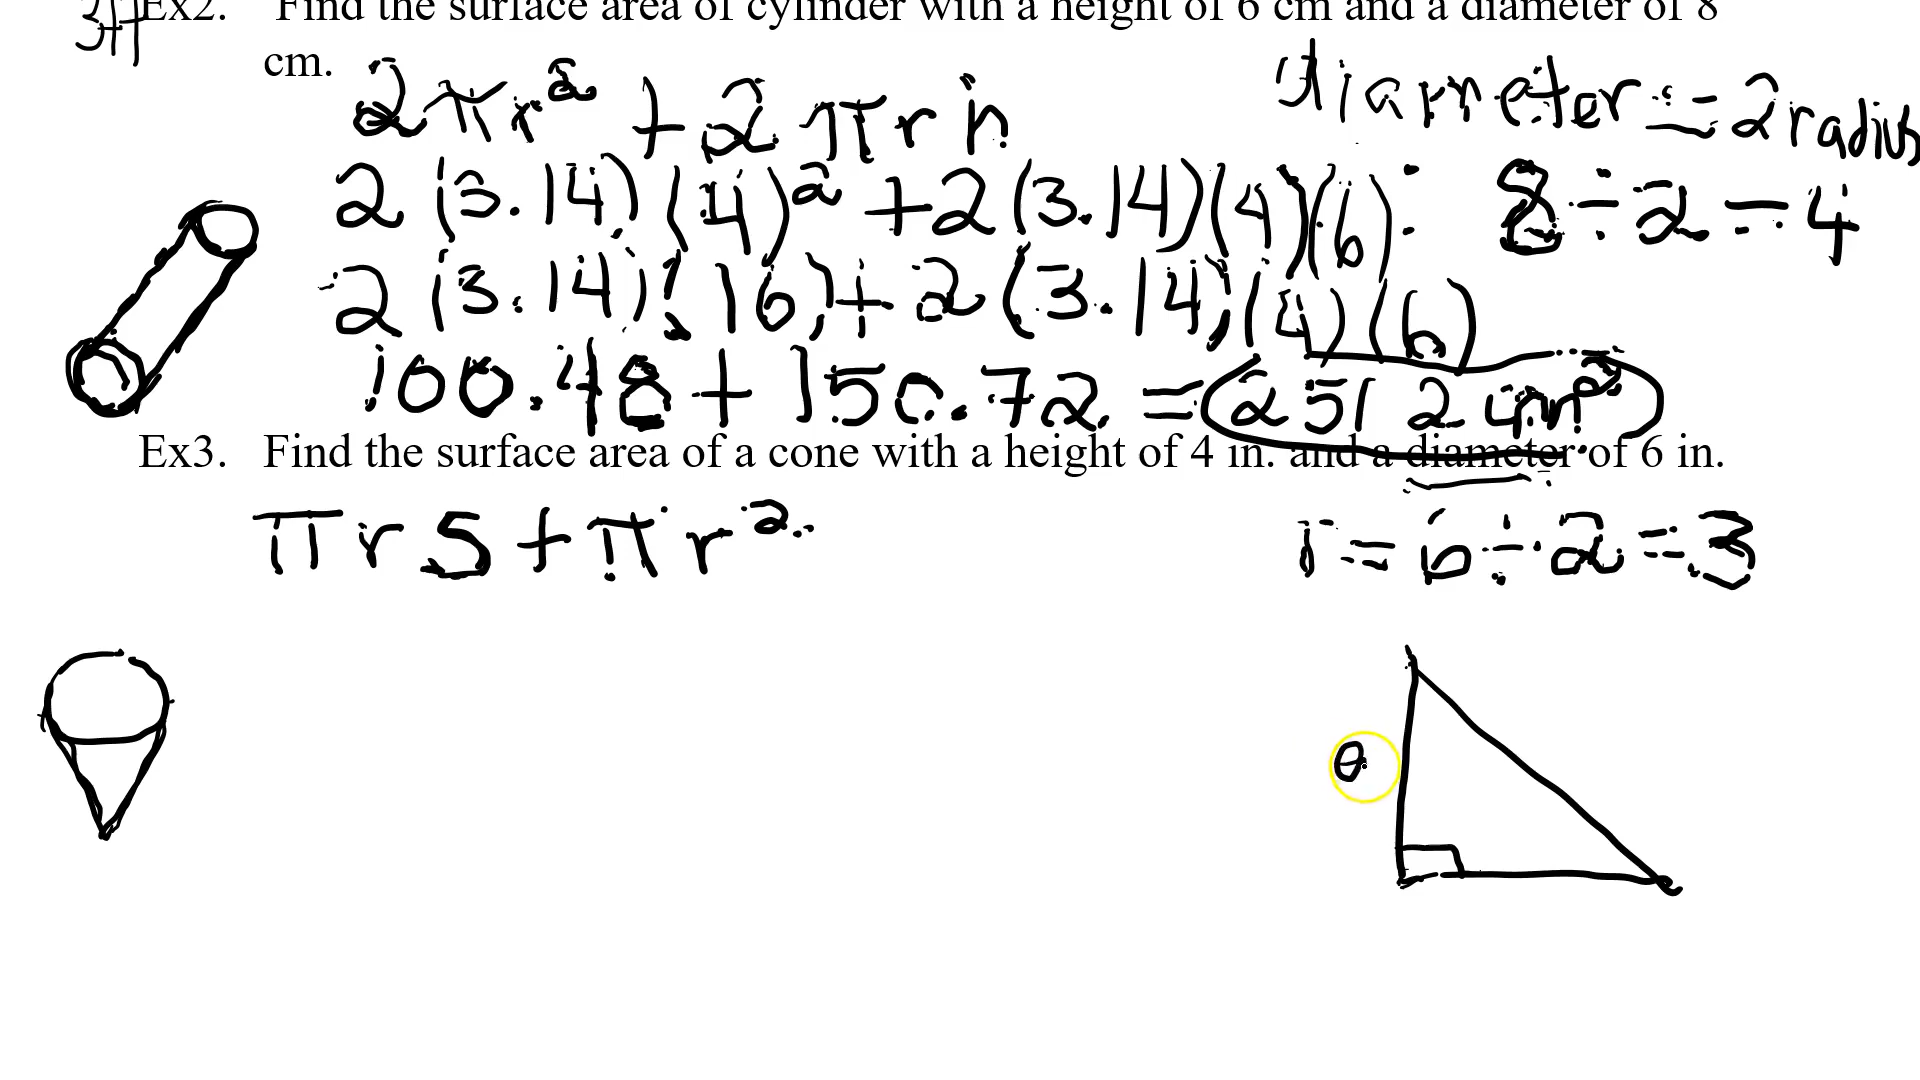 Ex2. Find the surface area of cylinder with a height of 6 cm and a diameter of 8
cm.
2πr² + 2πrh
diameter = 2 radius
2(3.14)(4)² + 2(3.14)(4)(6)
8 ÷ 2 = 4
2(3.14)(16) + 2(3.14)(4)(6)
100.48 + 150.72 = 251.2 cm²
Ex3. Find the surface area of a cone with a height of 4 in. and a diameter of 6 in.
πrs + πr²
r = 6 ÷ 2 = 3